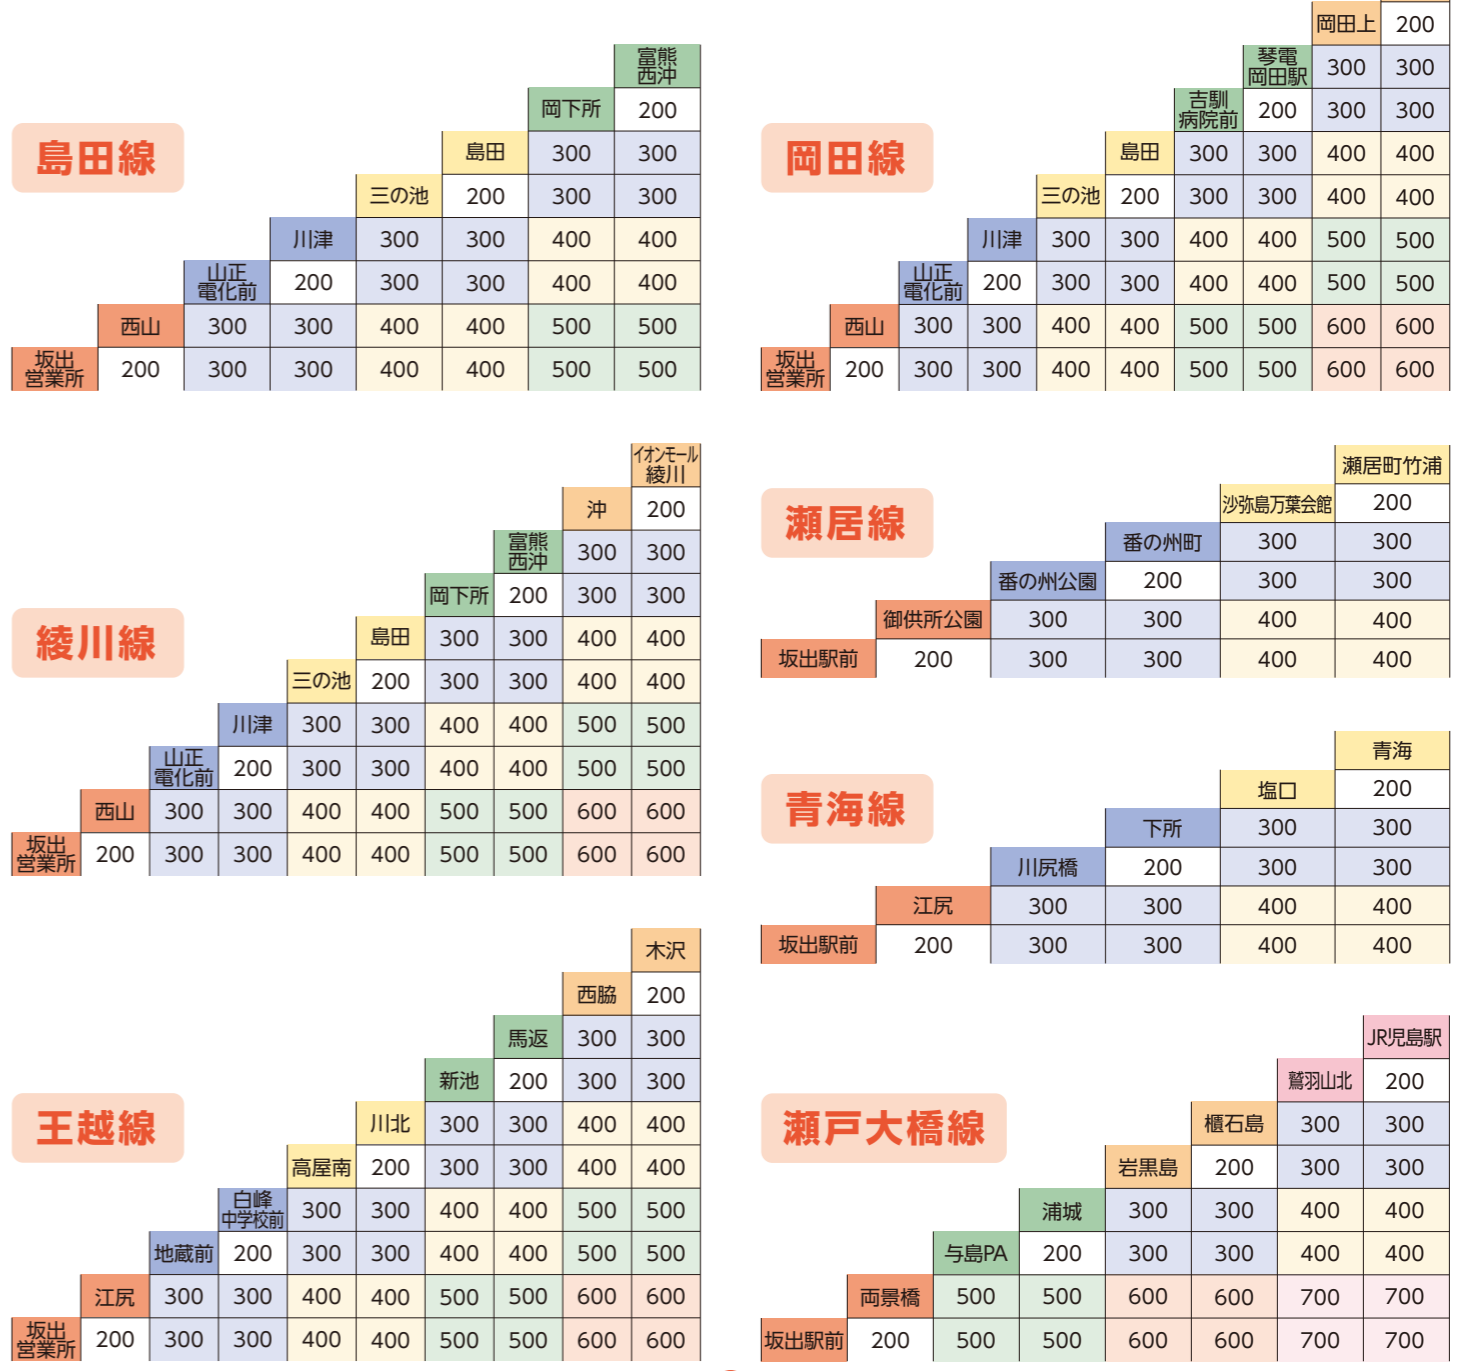 島田線
富熊
西沖
岡下所 200
島田 300 300
三の池 200 300 300
川津 300 300 400 400
山正
電化前 200 300 300 400 400
西山 300 300 400 400 500 500
坂出
営業所 200 300 300 400 400 500 500
岡田線
岡田上 200
琴電
岡田駅 300 300
吉馴
病院前 200 300 300
島田 300 300 400 400
三の池 200 300 300 400 400
川津 300 300 400 400 500 500
山正
電化前 200 300 300 400 400 500 500
西山 300 300 400 400 500 500 600 600
坂出
営業所 200 300 300 400 400 500 500 600 600
綾川線
イオンモール
綾川
沖 200
富熊
西沖 300 300
岡下所 200 300 300
島田 300 300 400 400
三の池 200 300 300 400 400
川津 300 300 400 400 500 500
山正
電化前 200 300 300 400 400 500 500
西山 300 300 400 400 500 500 600 600
坂出
営業所 200 300 300 400 400 500 500 600 600
瀬居線
瀬居町竹浦
沙弥島万葉会館 200
番の州町 300 300
番の州公園 200 300 300
御供所公園 300 300 400 400
坂出駅前 200 300 300 400 400
青海線
青海
塩口 200
下所 300 300
川尻橋 200 300 300
江尻 300 300 400 400
坂出駅前 200 300 300 400 400
王越線
木沢
西脇 200
馬返 300 300
新池 200 300 300
川北 300 300 400 400
高屋南 200 300 300 400 400
白峰
中学校前 300 300 400 400 500 500
地蔵前 200 300 300 400 400 500 500
江尻 300 300 400 400 500 500 600 600
坂出
営業所 200 300 300 400 400 500 500 600 600
瀬戸大橋線
JR児島駅
鷲羽山北 200
櫃石島 300 300
岩黒島 200 300 300
浦城 300 300 400 400
与島PA 200 300 300 400 400
両景橋 500 500 600 600 700 700
坂出駅前 200 500 500 600 600 700 700